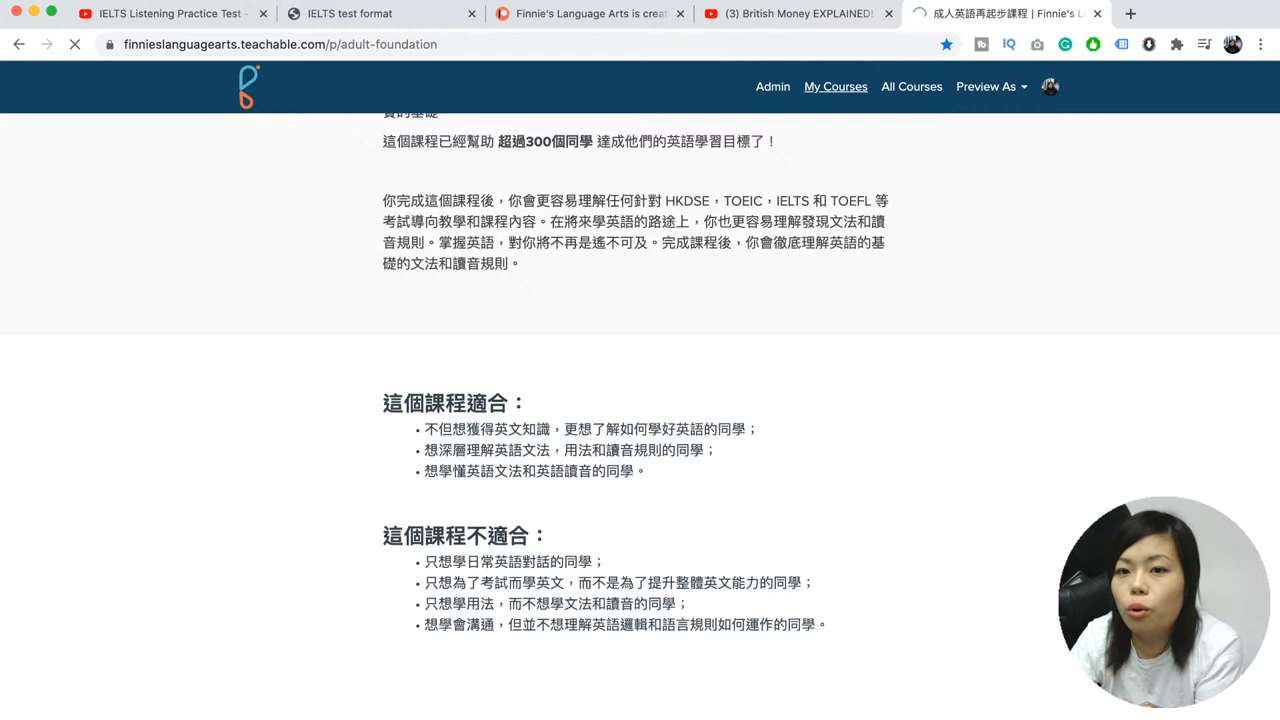 IELTS Listening Practice Test -
IELTS test format
Finnie's Language Arts is creat
(3) British Money EXPLAINED!
成人英語再起步課程 | Finnie's L
finnieslanguagearts.teachable.com/p/adult-foundation
Admin
My Courses
All Courses
Preview As
這個課程已經幫助 超過300個同學 達成他們的英語學習目標了！
你完成這個課程後，你會更容易理解任何針對 HKDSE，TOEIC，IELTS 和 TOEFL 等
考試導向教學和課程內容。在將來學英語的路途上，你也更容易理解發現文法和讀
音規則。掌握英語，對你將不再是遙不可及。完成課程後，你會徹底理解英語的基
礎的文法和讀音規則。
這個課程適合：
• 不但想獲得英文知識，更想了解如何學好英語的同學；
• 想深層理解英語文法，用法和讀音規則的同學；
• 想學懂英語文法和英語讀音的同學。
這個課程不適合：
• 只想學日常英語對話的同學；
• 只想為了考試而學英文，而不是為了提升整體英文能力的同學；
• 只想學用法，而不想學文法和讀音的同學；
• 想學會溝通，但並不想理解英語邏輯和語言規則如何運作的同學。